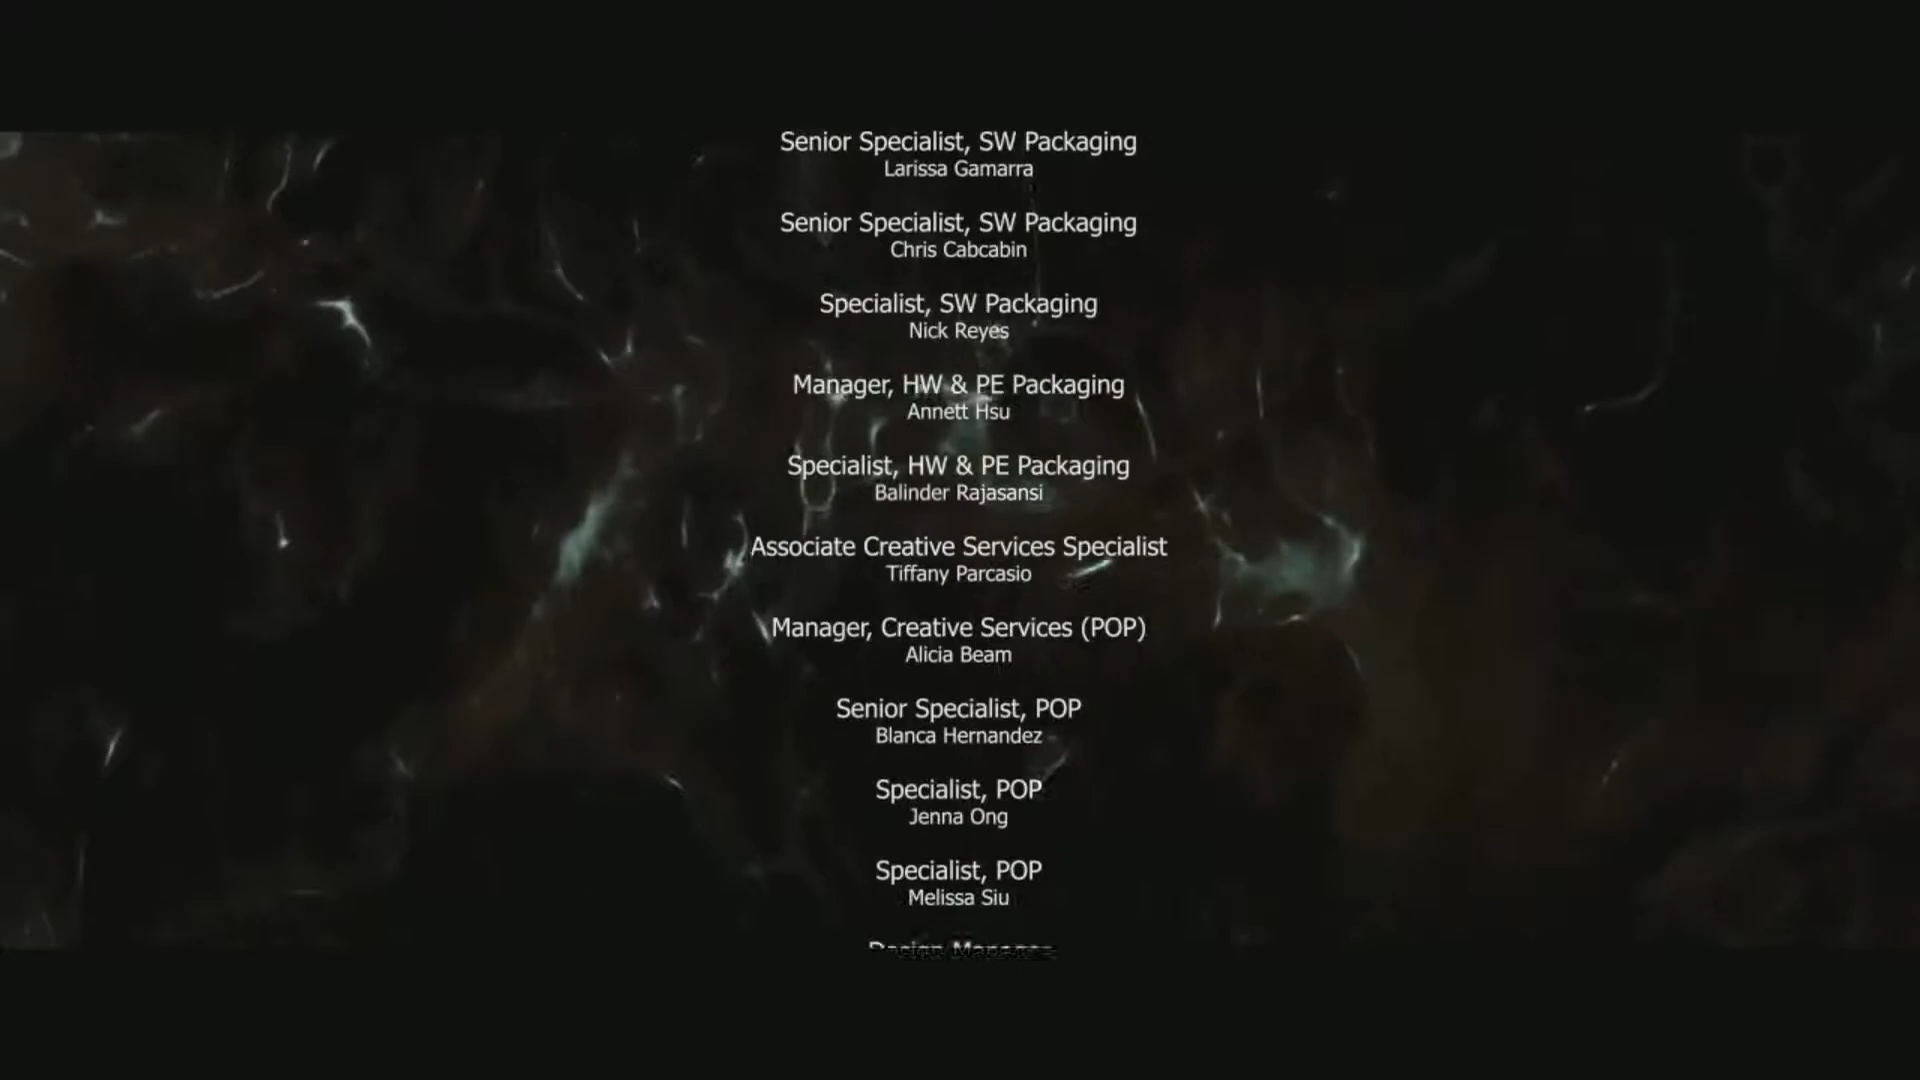 Senior Specialist, SW Packaging
Larissa Gamarra
Senior Specialist, SW Packaging
Chris Cabcabin
Specialist, SW Packaging
Nick Reyes
Manager, HW & PE Packaging
Annett Hsu
Specialist, HW & PE Packaging
Balinder Rajasansi
Associate Creative Services Specialist
Tiffany Parcasio
Manager, Creative Services (POP)
Alicia Beam
Senior Specialist, POP
Blanca Hernandez
Specialist, POP
Jenna Ong
Specialist, POP
Melissa Siu